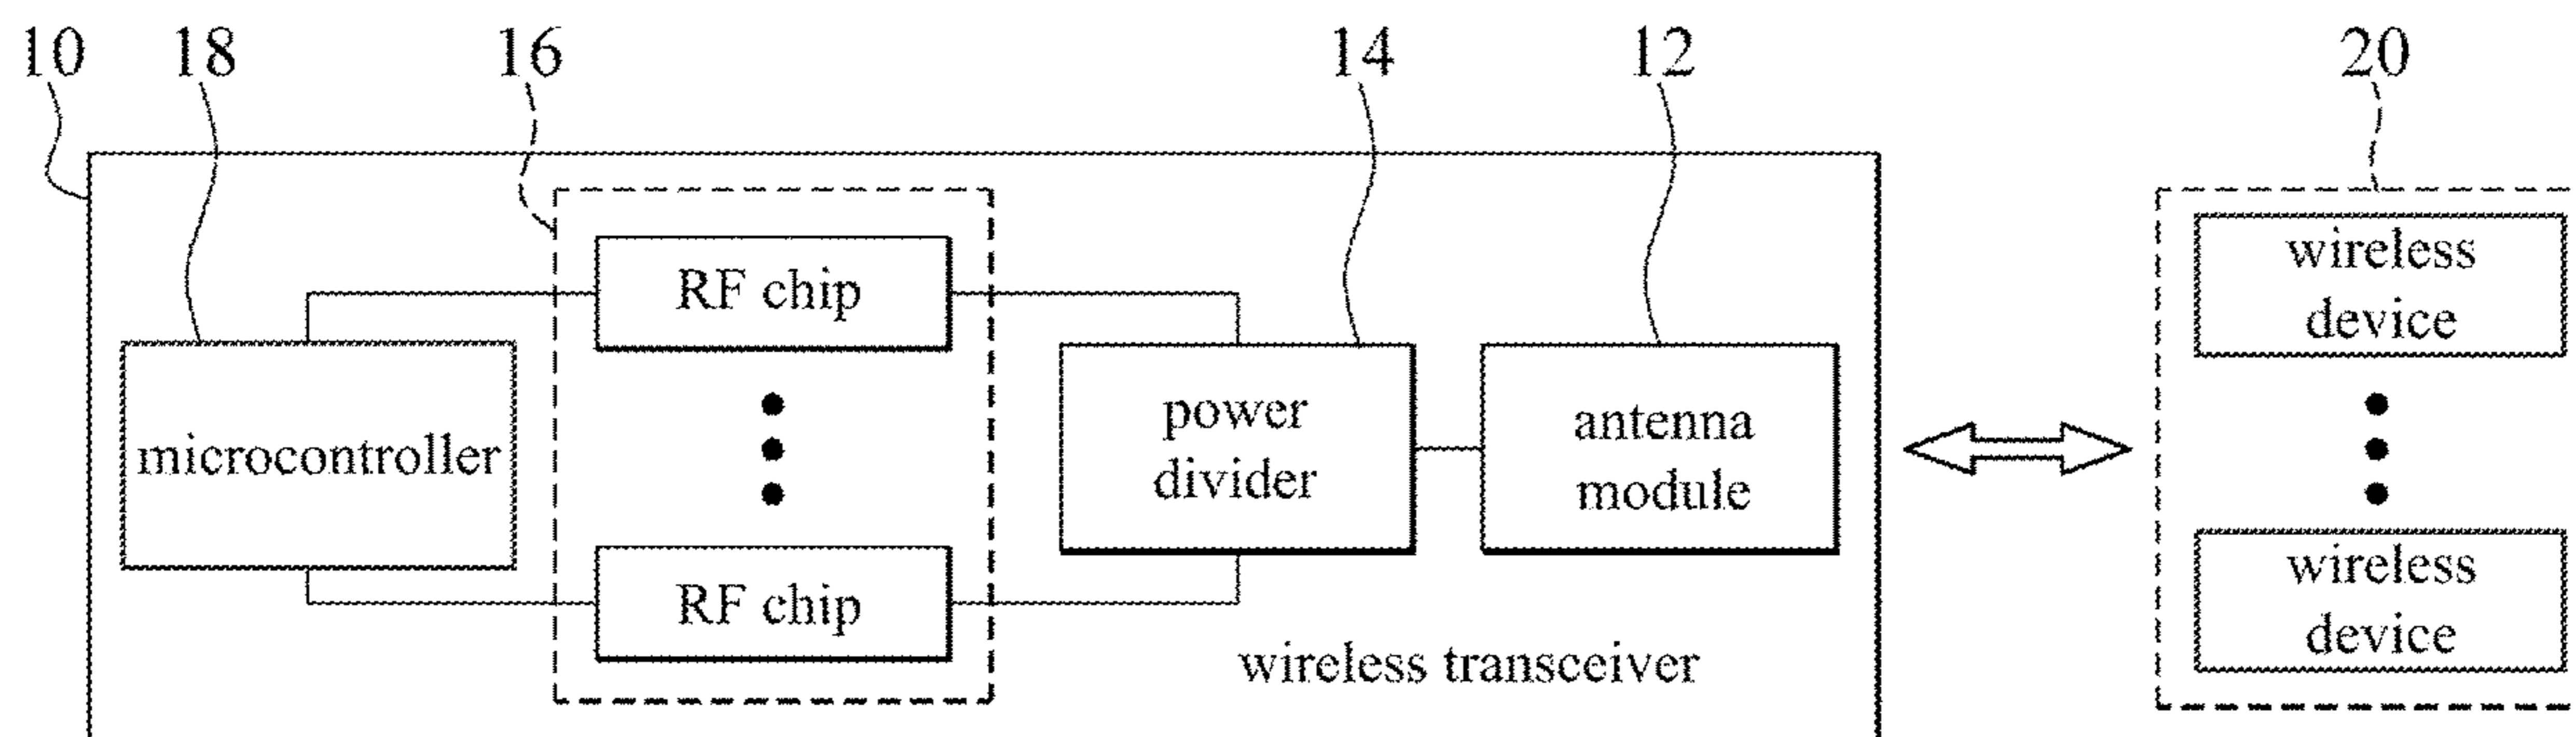 10
18
16
14
12
20
RF chip
wireless
device
microcontroller
power
divider
antenna
module
RF chip
wireless
device
wireless transceiver